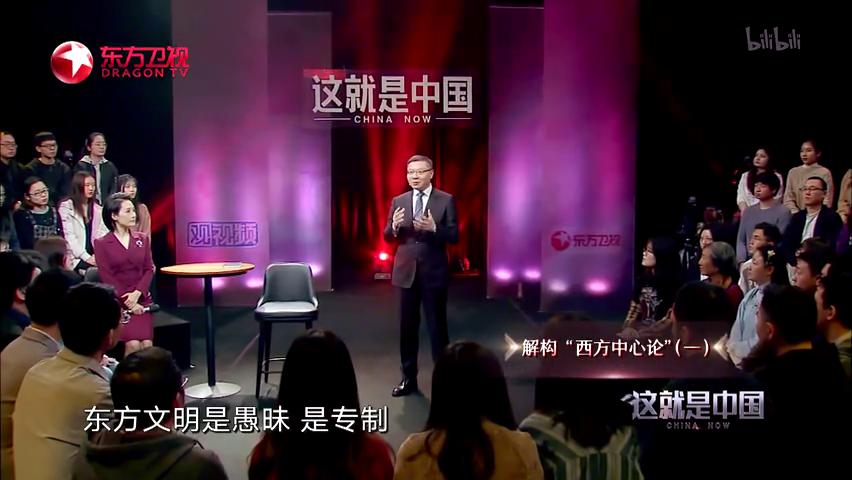 东方卫视
DRAGON TV
bilibili
这就是中国
CHINA NOW
观视频
东方卫视
解构 “西方中心论”(一)
这就是中国
CHINA NOW
东方文明是愚昧 是专制